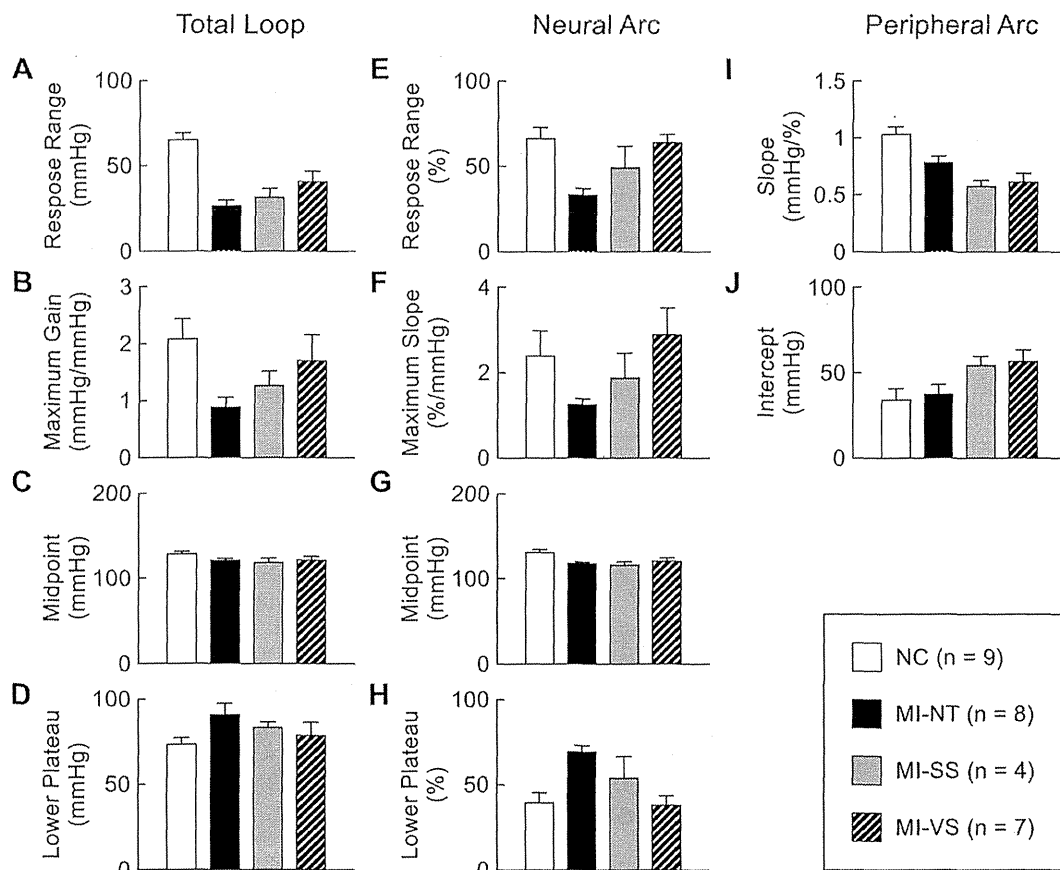 Total Loop
Neural Arc
Peripheral Arc
A
Respose Range
(mmHg)
100
50
0
E
Respose Range
(%)
100
50
0
I
Slope
(mmHg/%)
1.5
1
0.5
0
B
Maximum Gain
(mmHg/mmHg)
3
2
1
0
F
Maximum Slope
(%/mmHg)
4
2
0
J
Intercept
(mmHg)
100
50
0
C
Midpoint
(mmHg)
200
100
0
G
Midpoint
(mmHg)
200
100
0
D
Lower Plateau
(mmHg)
100
50
0
H
Lower Plateau
(%)
100
50
0
NC (n = 9)
MI-NT (n = 8)
MI-SS (n = 4)
MI-VS (n = 7)